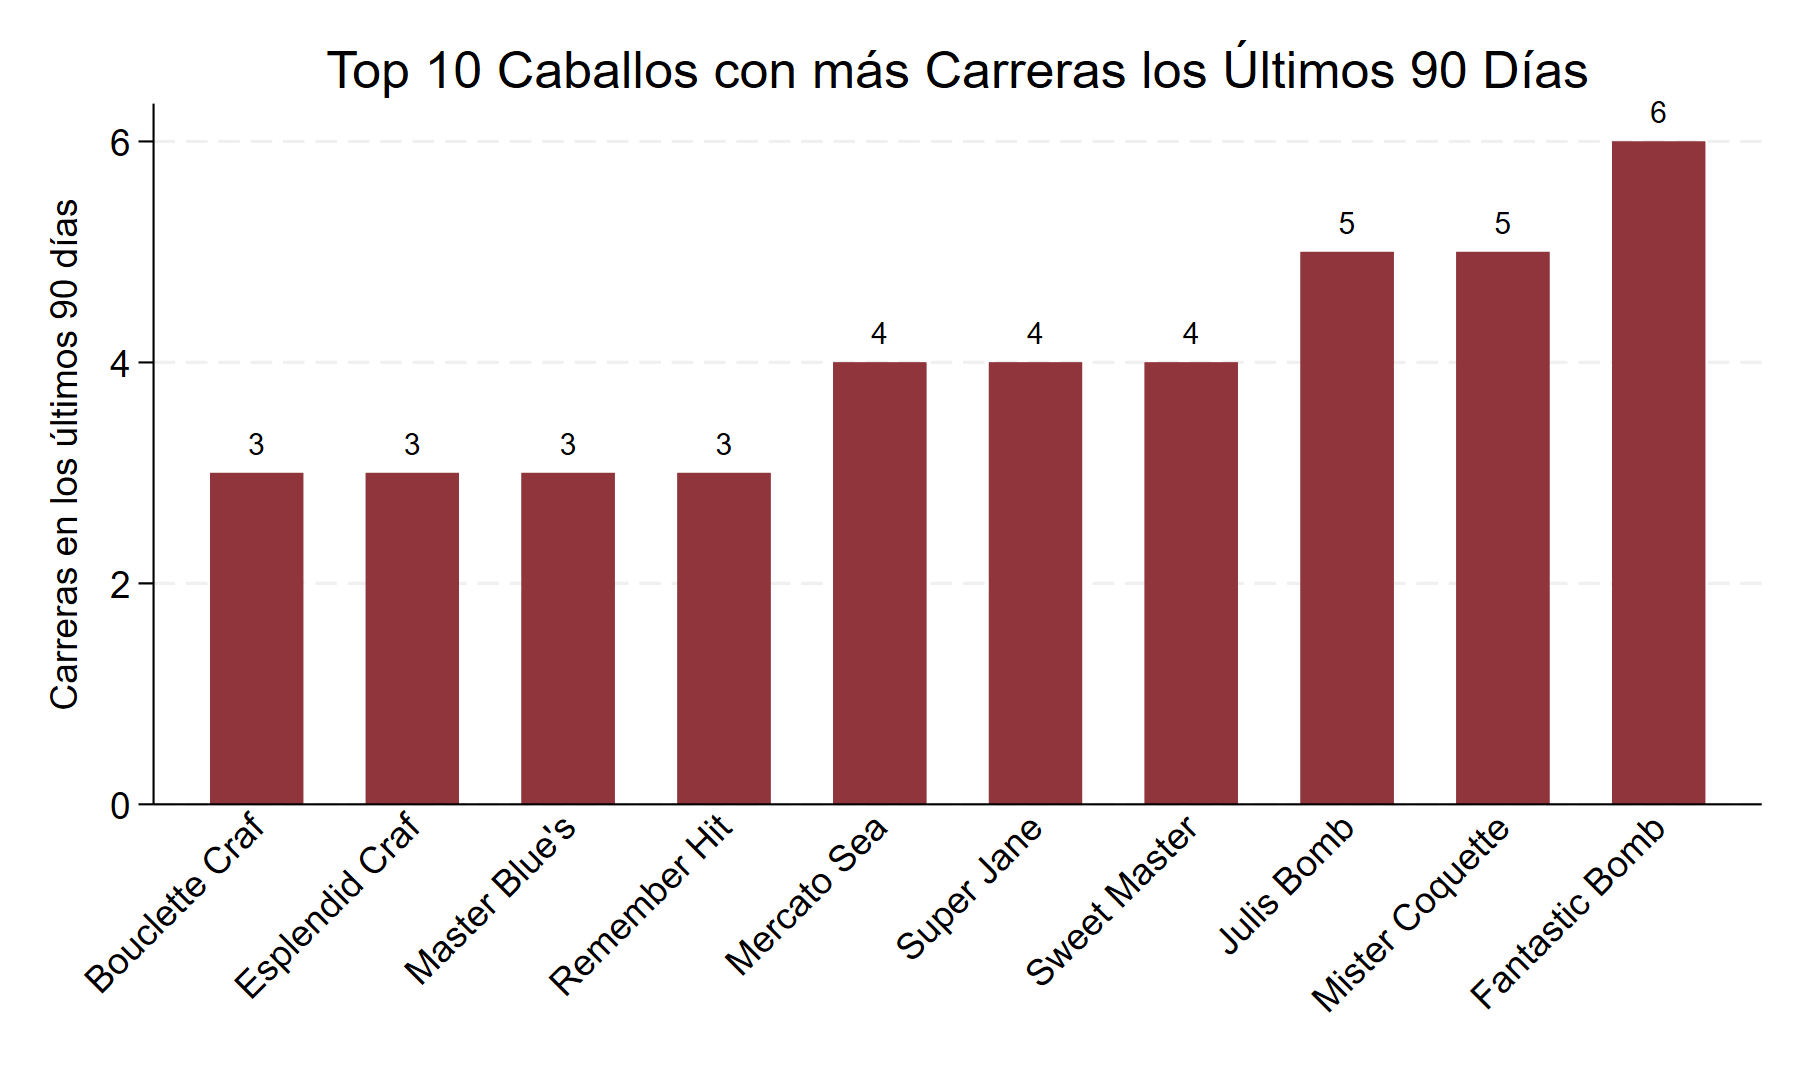 Top 10 Caballos con más Carreras los Últimos 90 Días
Carreras en los últimos 90 días
6
4
2
0
3
3
3
3
4
4
4
5
5
6
Bouclette Craf
Esplendid Craf
Master Blue's
Remember Hit
Mercato Sea
Super Jane
Sweet Master
Julis Bomb
Mister Coquette
Fantastic Bomb